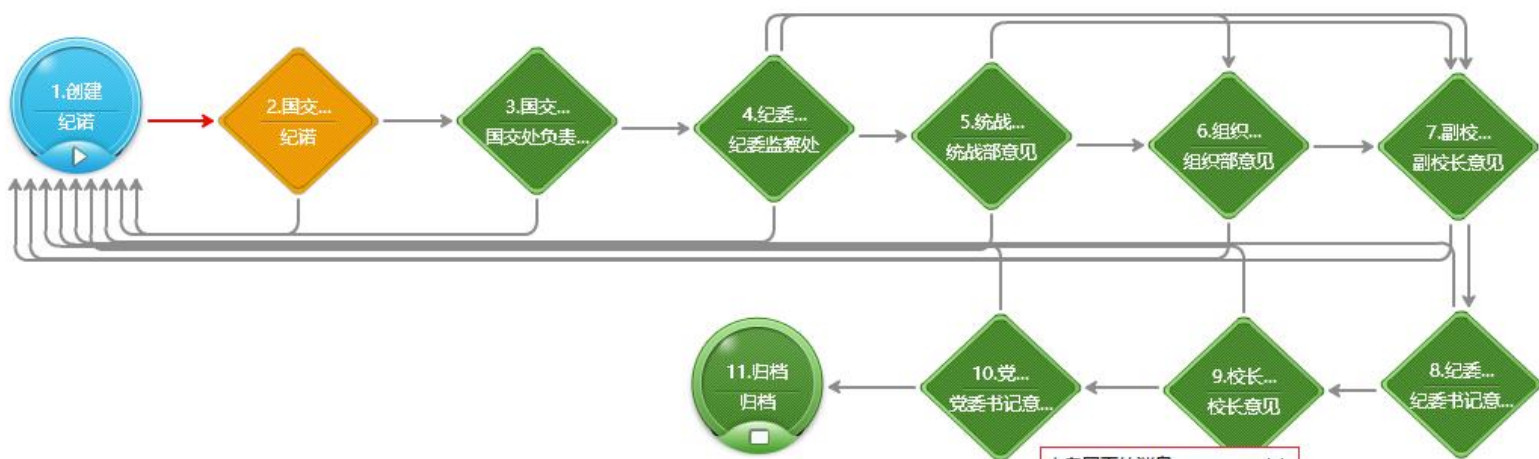 1.创建
纪诺
2.国交...
纪诺
3.国交...
国交处负责...
4.纪委...
纪委监察处
5.统战...
统战部意见
6.组织...
组织部意见
7.副校...
副校长意见
11.归档
归档
10.党...
党委书记意...
9.校长...
校长意见
8.纪委...
纪委书记意...